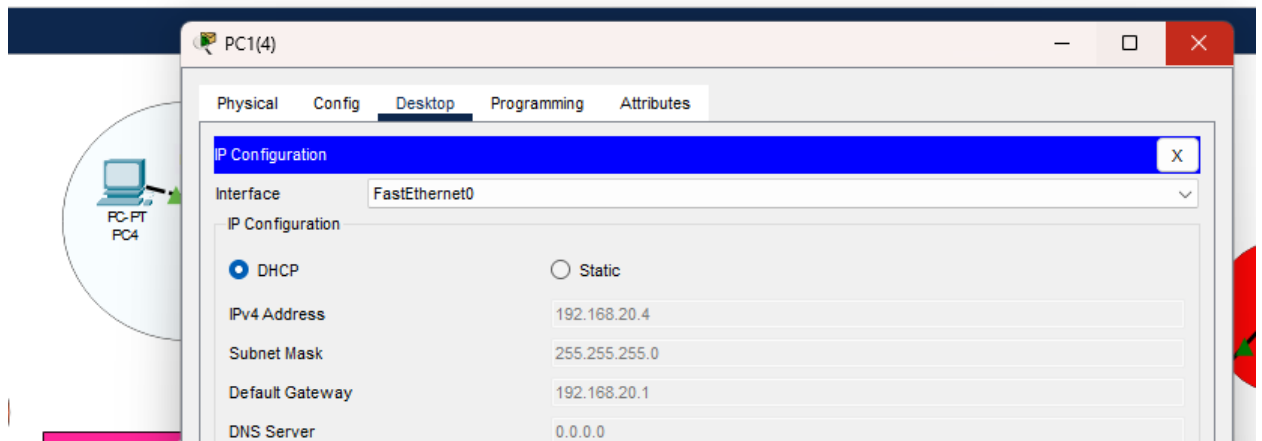 PC1(4)
Physical Config Desktop Programming Attributes
IP Configuration X
Interface FastEthernet0
IP Configuration
DHCP Static
IPv4 Address 192.168.20.4
Subnet Mask 255.255.255.0
Default Gateway 192.168.20.1
DNS Server 0.0.0.0
PC-PT
PC4